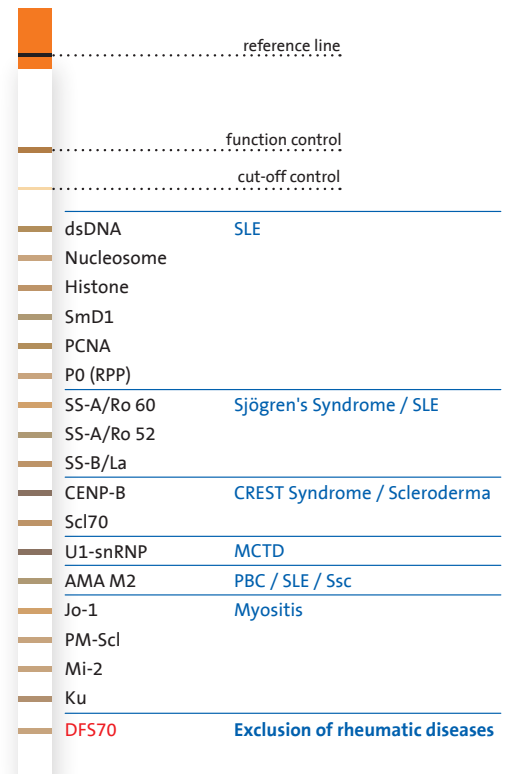 reference line
function control
cut-off control
dsDNA SLE
Nucleosome
Histone
SmD1
PCNA
P0 (RPP)
SS-A/Ro 60 Sjögren's Syndrome / SLE
SS-A/Ro 52
SS-B/La
CENP-B CREST Syndrome / Scleroderma
Scl70
U1-snRNP MCTD
AMA M2 PBC / SLE / Ssc
Jo-1 Myositis
PM-Scl
Mi-2
Ku
DFS70 Exclusion of rheumatic diseases